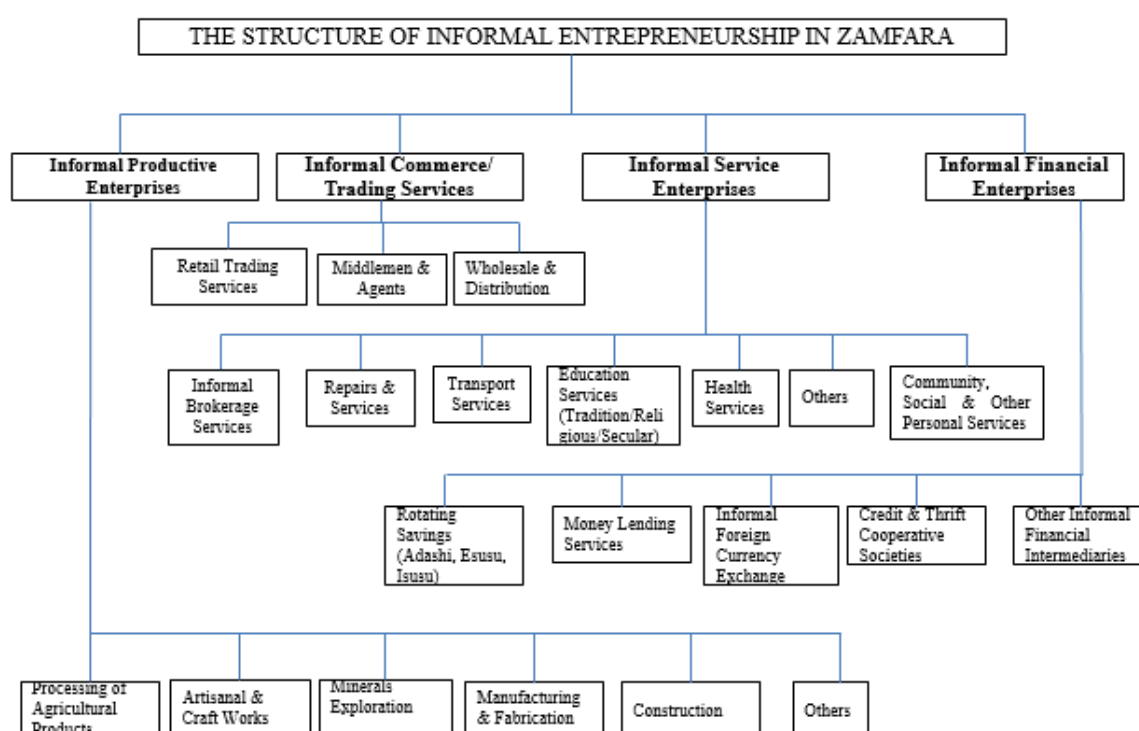 THE STRUCTURE OF INFORMAL ENTREPRENEURSHIP IN ZAMFARA
Informal Productive
Enterprises
Informal Commerce/
Trading Services
Informal Service
Enterprises
Informal Financial
Enterprises
Retail Trading
Services
Middlemen &
Agents
Wholesale &
Distribution
Informal
Brokerage
Services
Repairs &
Services
Transport
Services
Education
Services
(Tradition/Reli
gious/Secular)
Health
Services
Others
Community,
Social & Other
Personal Services
Rotating
Savings
(Adashi, Esusu,
Isusu)
Money Lending
Services
Informal
Foreign
Currency
Exchange
Credit & Thrift
Cooperative
Societies
Other Informal
Financial
Intermediaries
Processing of
Agricultural
Products
Artisanal &
Craft Works
Minerals
Exploration
Manufacturing
& Fabrication
Construction
Others